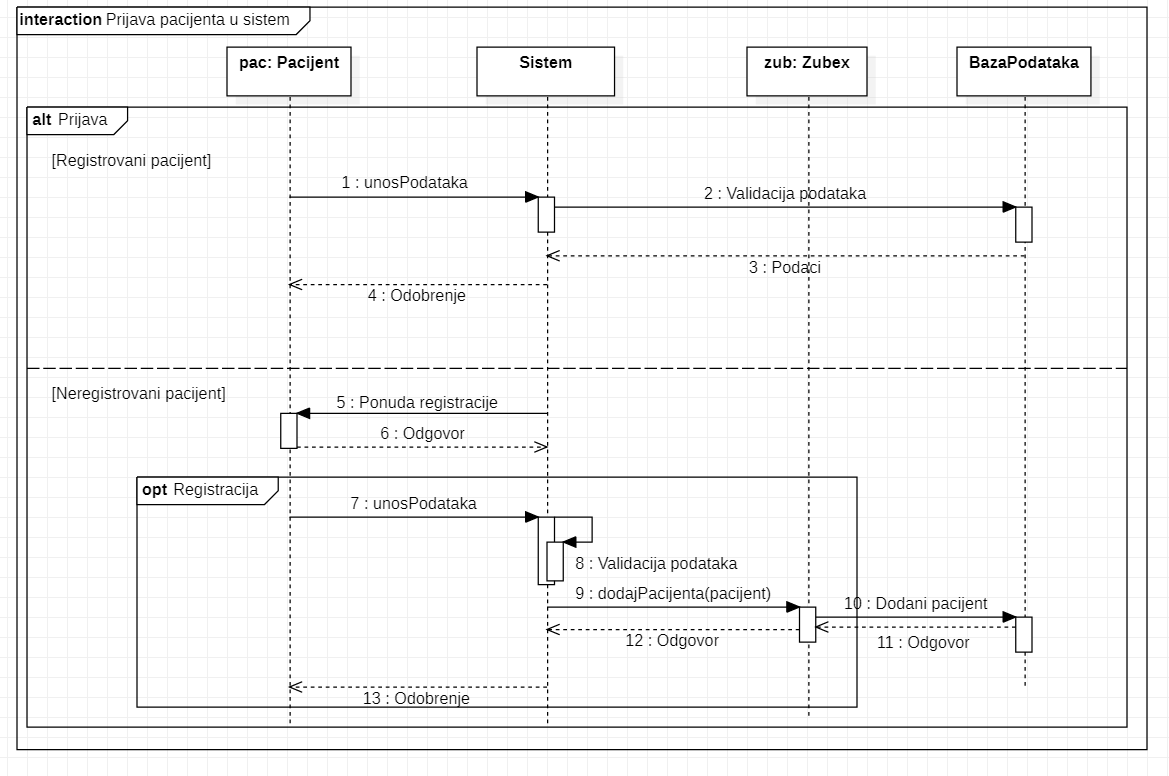 interaction Prijava pacijenta u sistem
pac: Pacijent
Sistem
zub: Zubex
BazaPodataka
alt Prijava
[Registrovani pacijent]
1 : unosPodataka
2 : Validacija podataka
3 : Podaci
4 : Odobrenje
[Neregistrovani pacijent]
5 : Ponuda registracije
6 : Odgovor
opt Registracija
7 : unosPodataka
8 : Validacija podataka
9 : dodajPacijenta(pacijent)
10 : Dodani pacijent
12 : Odgovor
11 : Odgovor
13 : Odobrenje